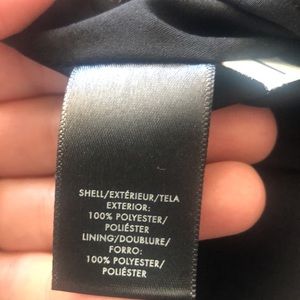 SHELL/EXTÉRIEUR/TELA
EXTERIOR:
100% POLYESTER/
POLIÉSTER
LINING/DOUBLURE/
FORRO:
100% POLYESTER/
POLIÉSTER